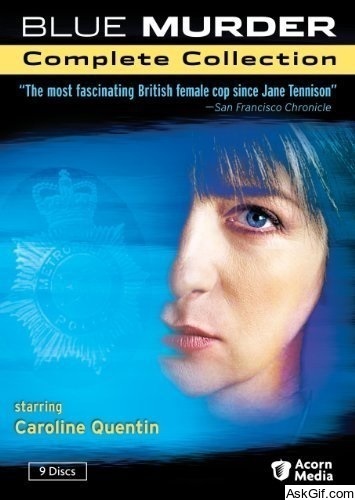 BLUE MURDER
Complete Collection
"The most fascinating British female cop since Jane Tennison"
—San Francisco Chronicle
METRO
starring
Caroline Quentin
9 Discs
Acorn
Media
AskGif.com